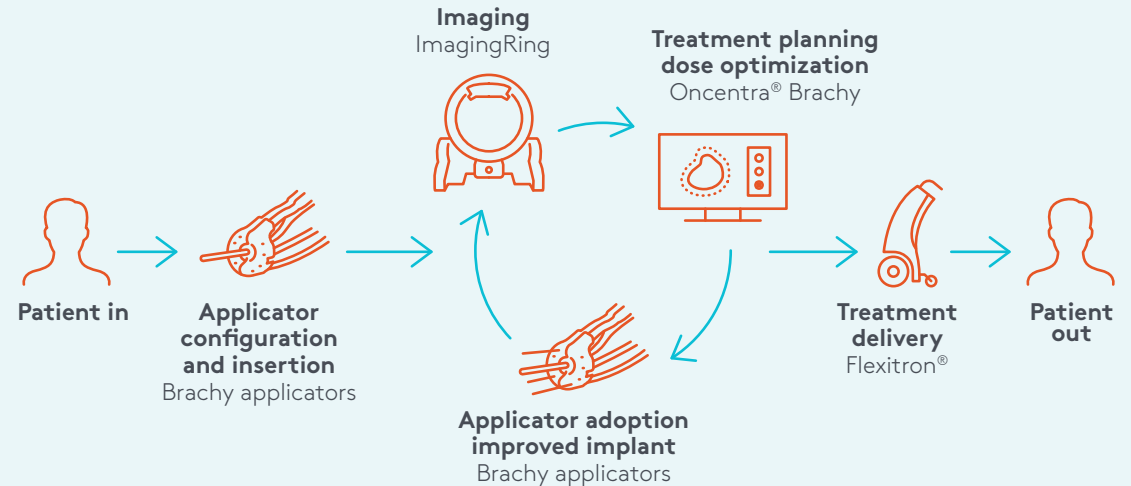 Imaging
ImagingRing
Treatment planning
dose optimization
Oncentra® Brachy
Patient in
Applicator
configuration
and insertion
Brachy applicators
Applicator adoption
improved implant
Brachy applicators
Treatment
delivery
Flexitron®
Patient
out